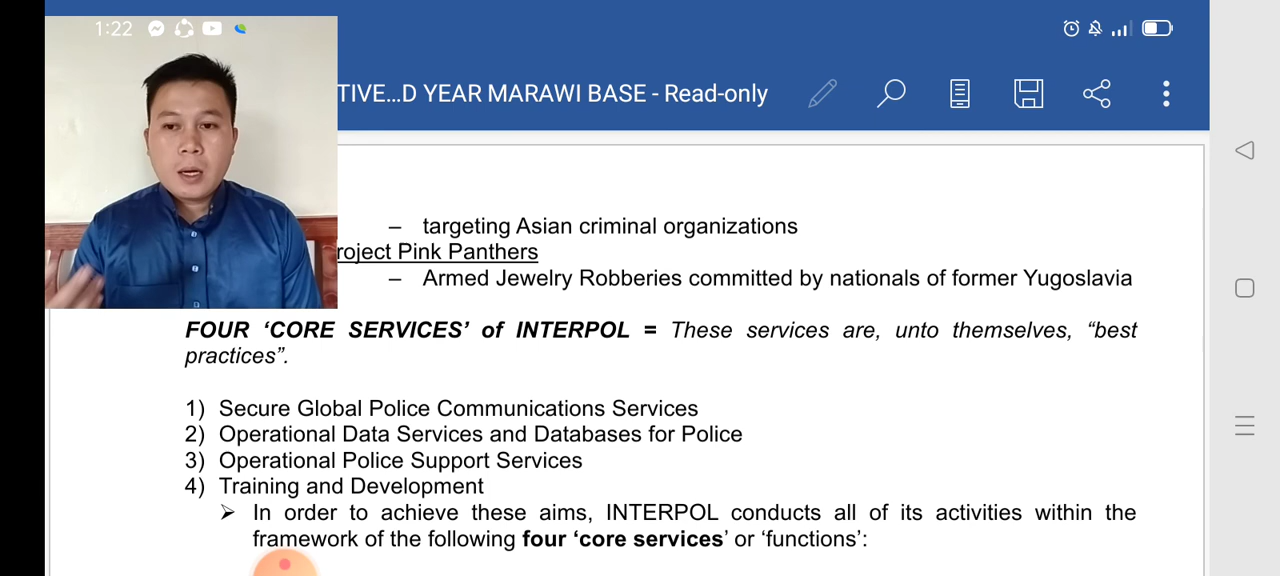 1:22
TIVE...D YEAR MARAWI BASE - Read-only
– targeting Asian criminal organizations
roject Pink Panthers
– Armed Jewelry Robberies committed by nationals of former Yugoslavia
FOUR ‘CORE SERVICES’ of INTERPOL = These services are, unto themselves, “best
practices”.
1) Secure Global Police Communications Services
2) Operational Data Services and Databases for Police
3) Operational Police Support Services
4) Training and Development
➢ In order to achieve these aims, INTERPOL conducts all of its activities within the
framework of the following four ‘core services’ or ‘functions’: